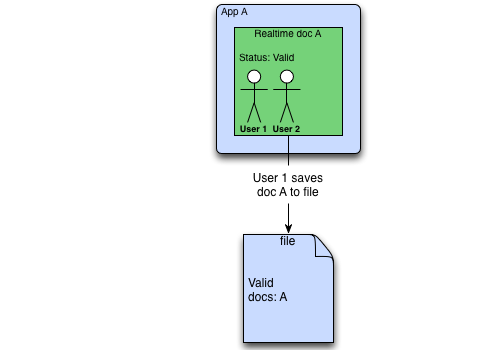 App A
Realtime doc A
Status: Valid
User 1 User 2
User 1 saves
doc A to file
file
Valid
docs: A